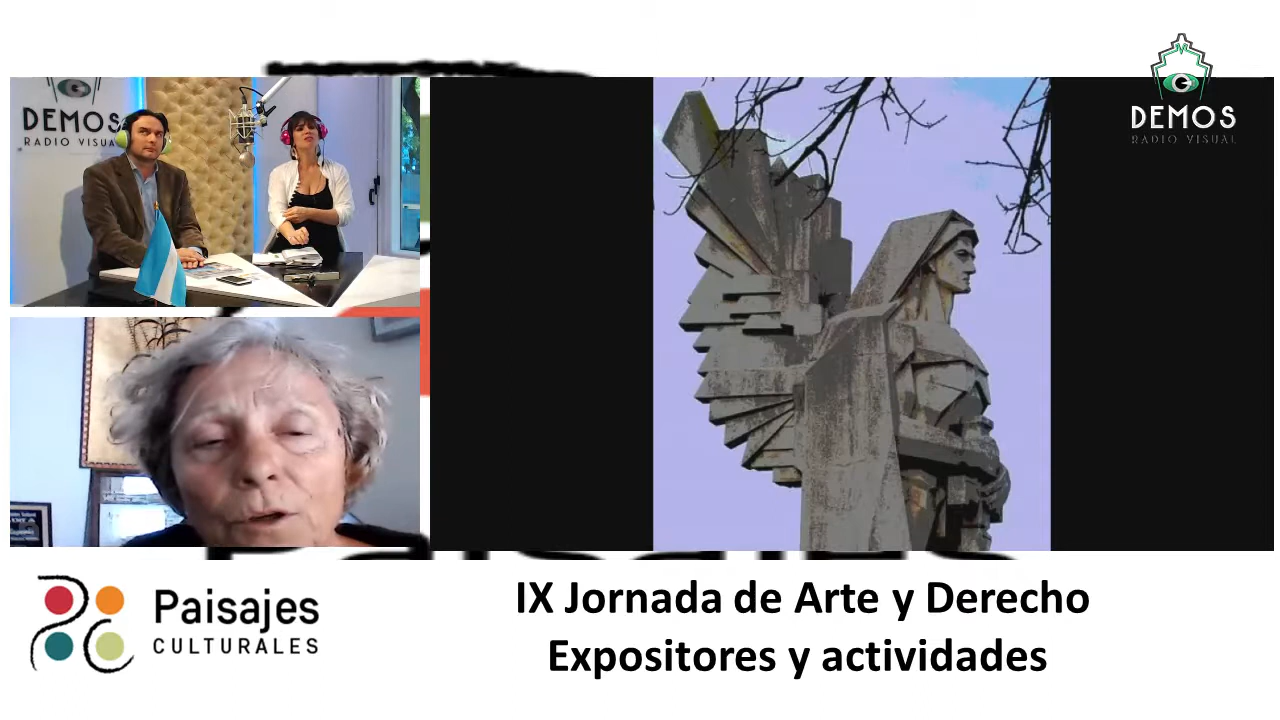 DEMOS
RADIO VISUAL
DEMOS
RADIO VISUAL
Paisajes
CULTURALES
IX Jornada de Arte y Derecho
Expositores y actividades